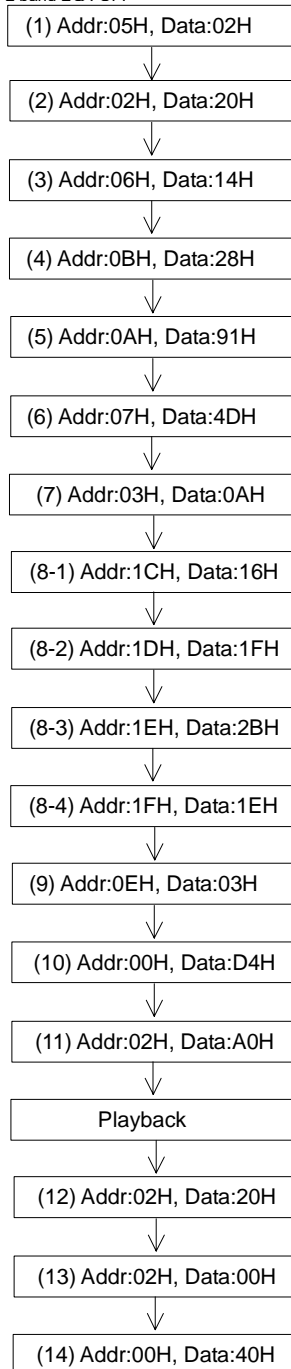 (1) Addr:05H, Data:02H
(2) Addr:02H, Data:20H
(3) Addr:06H, Data:14H
(4) Addr:0BH, Data:28H
(5) Addr:0AH, Data:91H
(6) Addr:07H, Data:4DH
(7) Addr:03H, Data:0AH
(8-1) Addr:1CH, Data:16H
(8-2) Addr:1DH, Data:1FH
(8-3) Addr:1EH, Data:2BH
(8-4) Addr:1FH, Data:1EH
(9) Addr:0EH, Data:03H
(10) Addr:00H, Data:D4H
(11) Addr:02H, Data:A0H
Playback
(12) Addr:02H, Data:20H
(13) Addr:02H, Data:00H
(14) Addr:00H, Data:40H